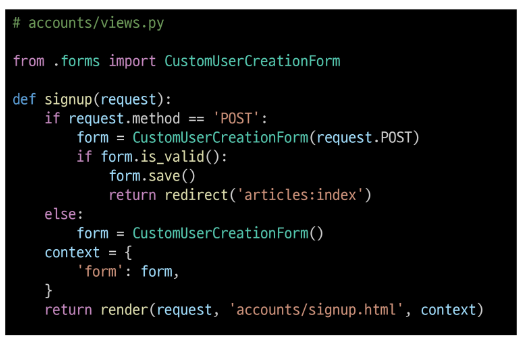 # accounts/views.py
from .forms import CustomUserCreationForm
def signup(request):
    if request.method == 'POST':
        form = CustomUserCreationForm(request.POST)
        if form.is_valid():
            form.save()
            return redirect('articles:index')
    else:
        form = CustomUserCreationForm()
    context = {
        'form': form,
    }
    return render(request, 'accounts/signup.html', context)